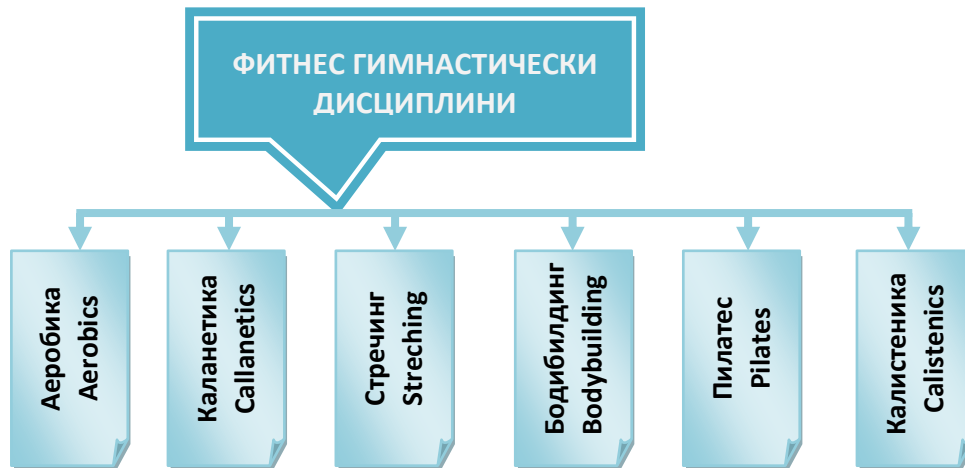 ФИТНЕС ГИМНАСТИЧЕСКИ
ДИСЦИПЛИНИ
Аеробика
Aerobics
Каланетика
Callanetics
Стречинг
Streching
Бодибилдинг
Bodybuilding
Пилатес
Pilates
Калистеника
Calistenics